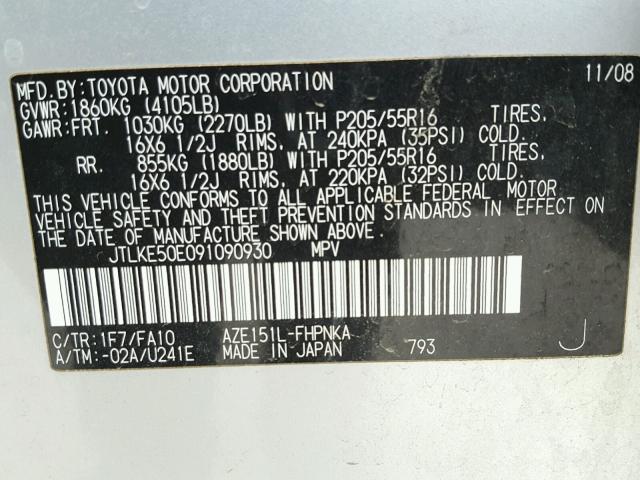 MFD.BY:TOYOTA MOTOR CORPORATION 11/08
GVWR:1860KG (4105LB)
GAWR:FRT. 1030KG (2270LB) WITH P205/55R16 TIRES,
16X6 1/2J RIMS, AT 240KPA (35PSI) COLD.
RR. 855KG (1880LB) WITH P205/55R16 TIRES,
16X6 1/2J RIMS, AT 220KPA (32PSI) COLD.
THIS VEHICLE CONFORMS TO ALL APPLICABLE FEDERAL MOTOR
VEHICLE SAFETY AND THEFT PREVENTION STANDARDS IN EFFECT ON
THE DATE OF MANUFACTURE SHOWN ABOVE.
JTLKE50E091090930 MPV
C/TR:1F7/FA10 AZE151L-FHPNKA
A/TM:-02A/U241E MADE IN JAPAN 793 J